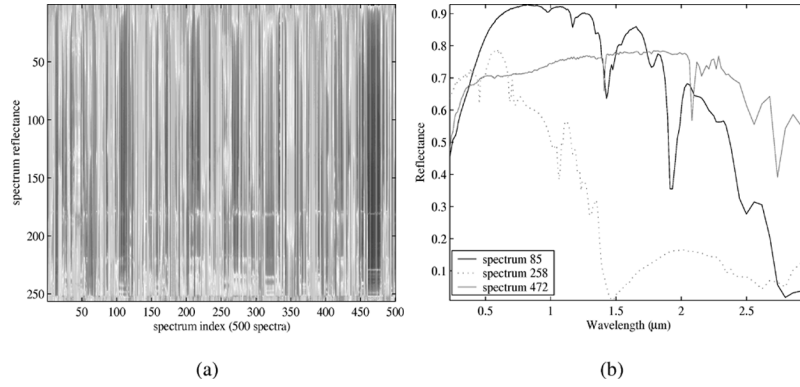 50
100
150
200
250
spectrum reflectance
50 100 150 200 250 300 350 400 450 500
spectrum index (500 spectra)
(a)
0.9
0.8
0.7
0.6
0.5
0.4
0.3
0.2
0.1
Reflectance
spectrum 85
spectrum 258
spectrum 472
0.5 1 1.5 2 2.5
Wavelength (μm)
(b)